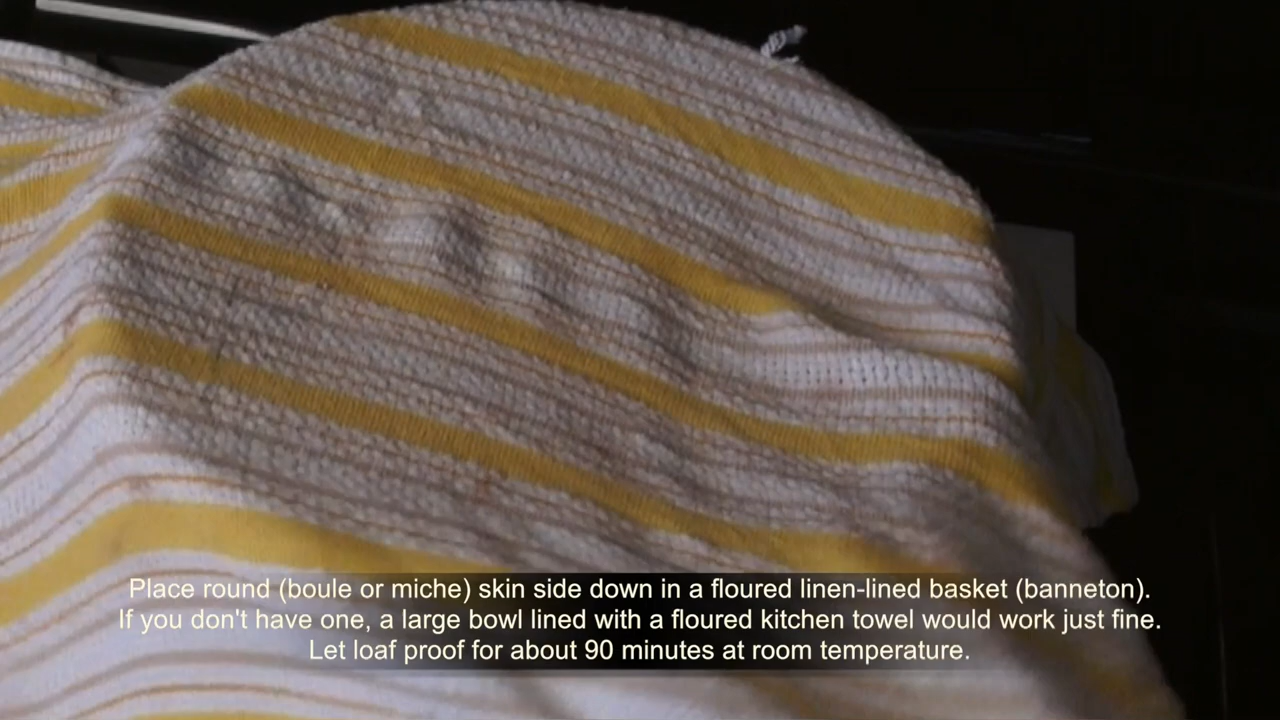 Place round (boule or miche) skin side down in a floured linen-lined basket (banneton).
If you don't have one, a large bowl lined with a floured kitchen towel would work just fine.
Let loaf proof for about 90 minutes at room temperature.